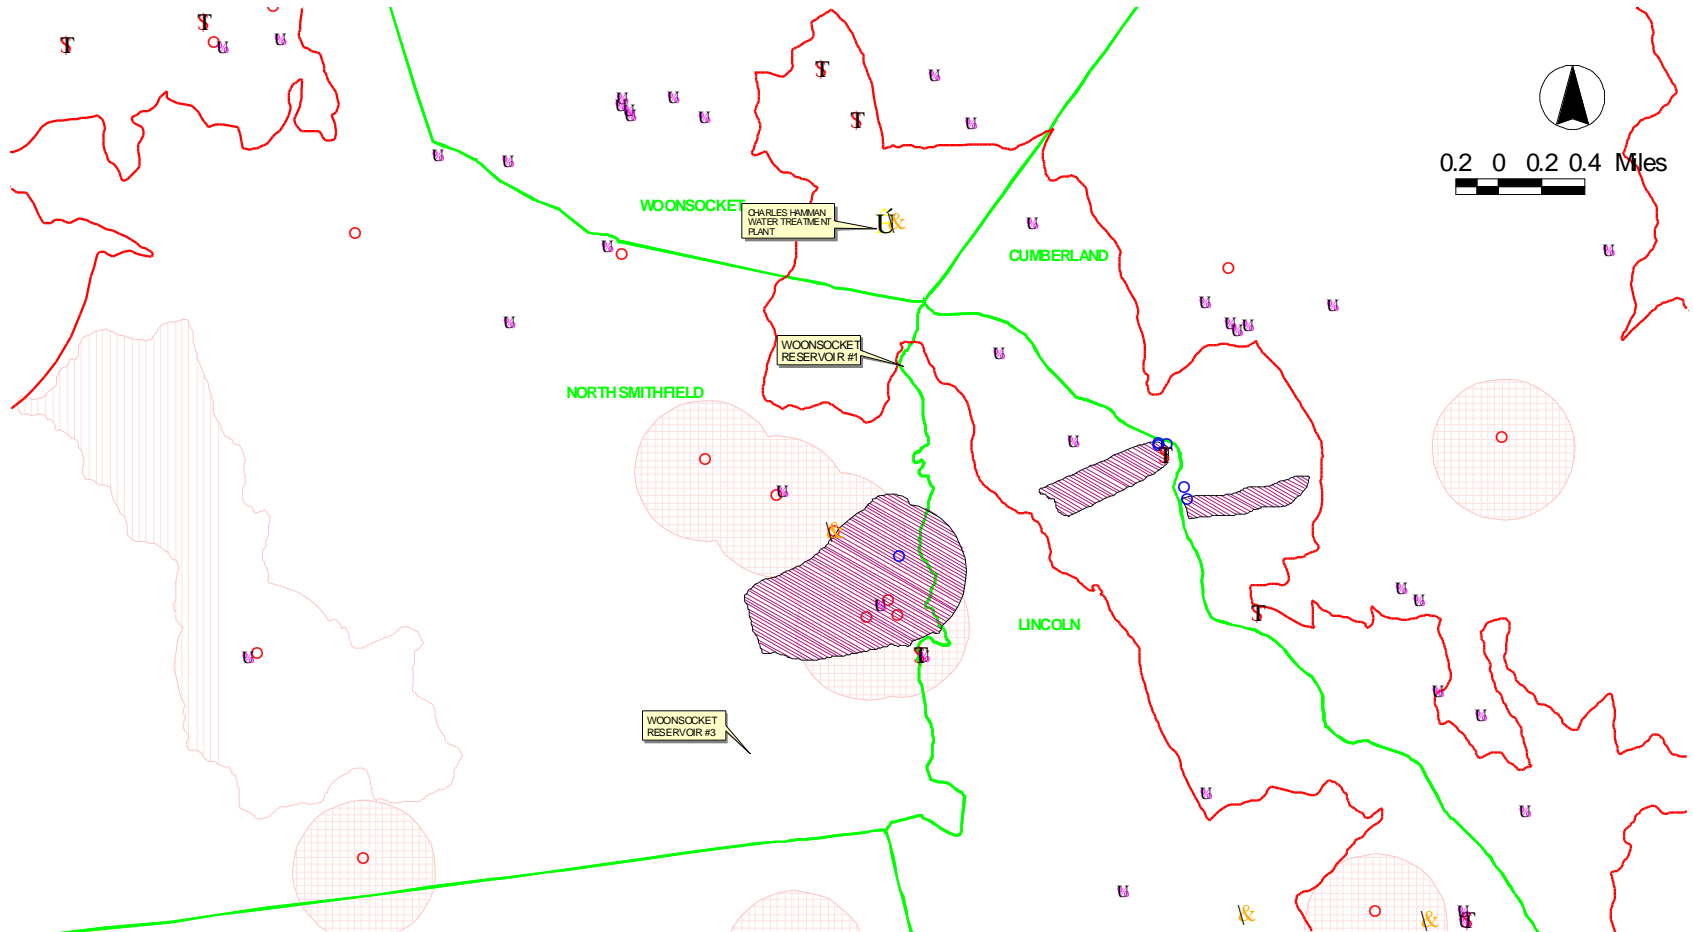 0.2 0 0.2 0.4 Miles
WOONSOCKET
CHARLES HAMMAN
WATER TREATMENT
PLANT
CUMBERLAND
WOONSOCKET
RESERVOIR #1
NORTH SMITHFIELD
LINCOLN
WOONSOCKET
RESERVOIR #3